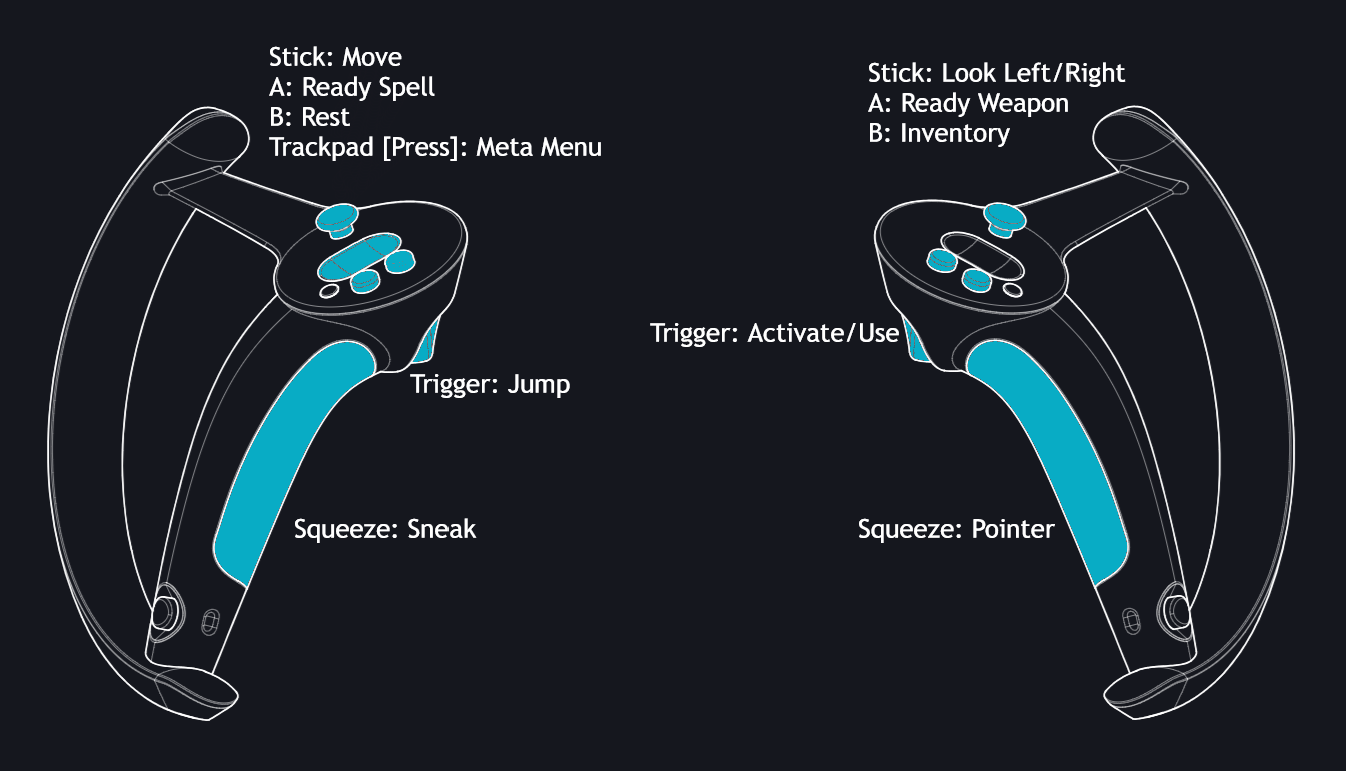 Stick: Move
A: Ready Spell
B: Rest
Trackpad [Press]: Meta Menu
Trigger: Jump
Squeeze: Sneak
Stick: Look Left/Right
A: Ready Weapon
B: Inventory
Trigger: Activate/Use
Squeeze: Pointer